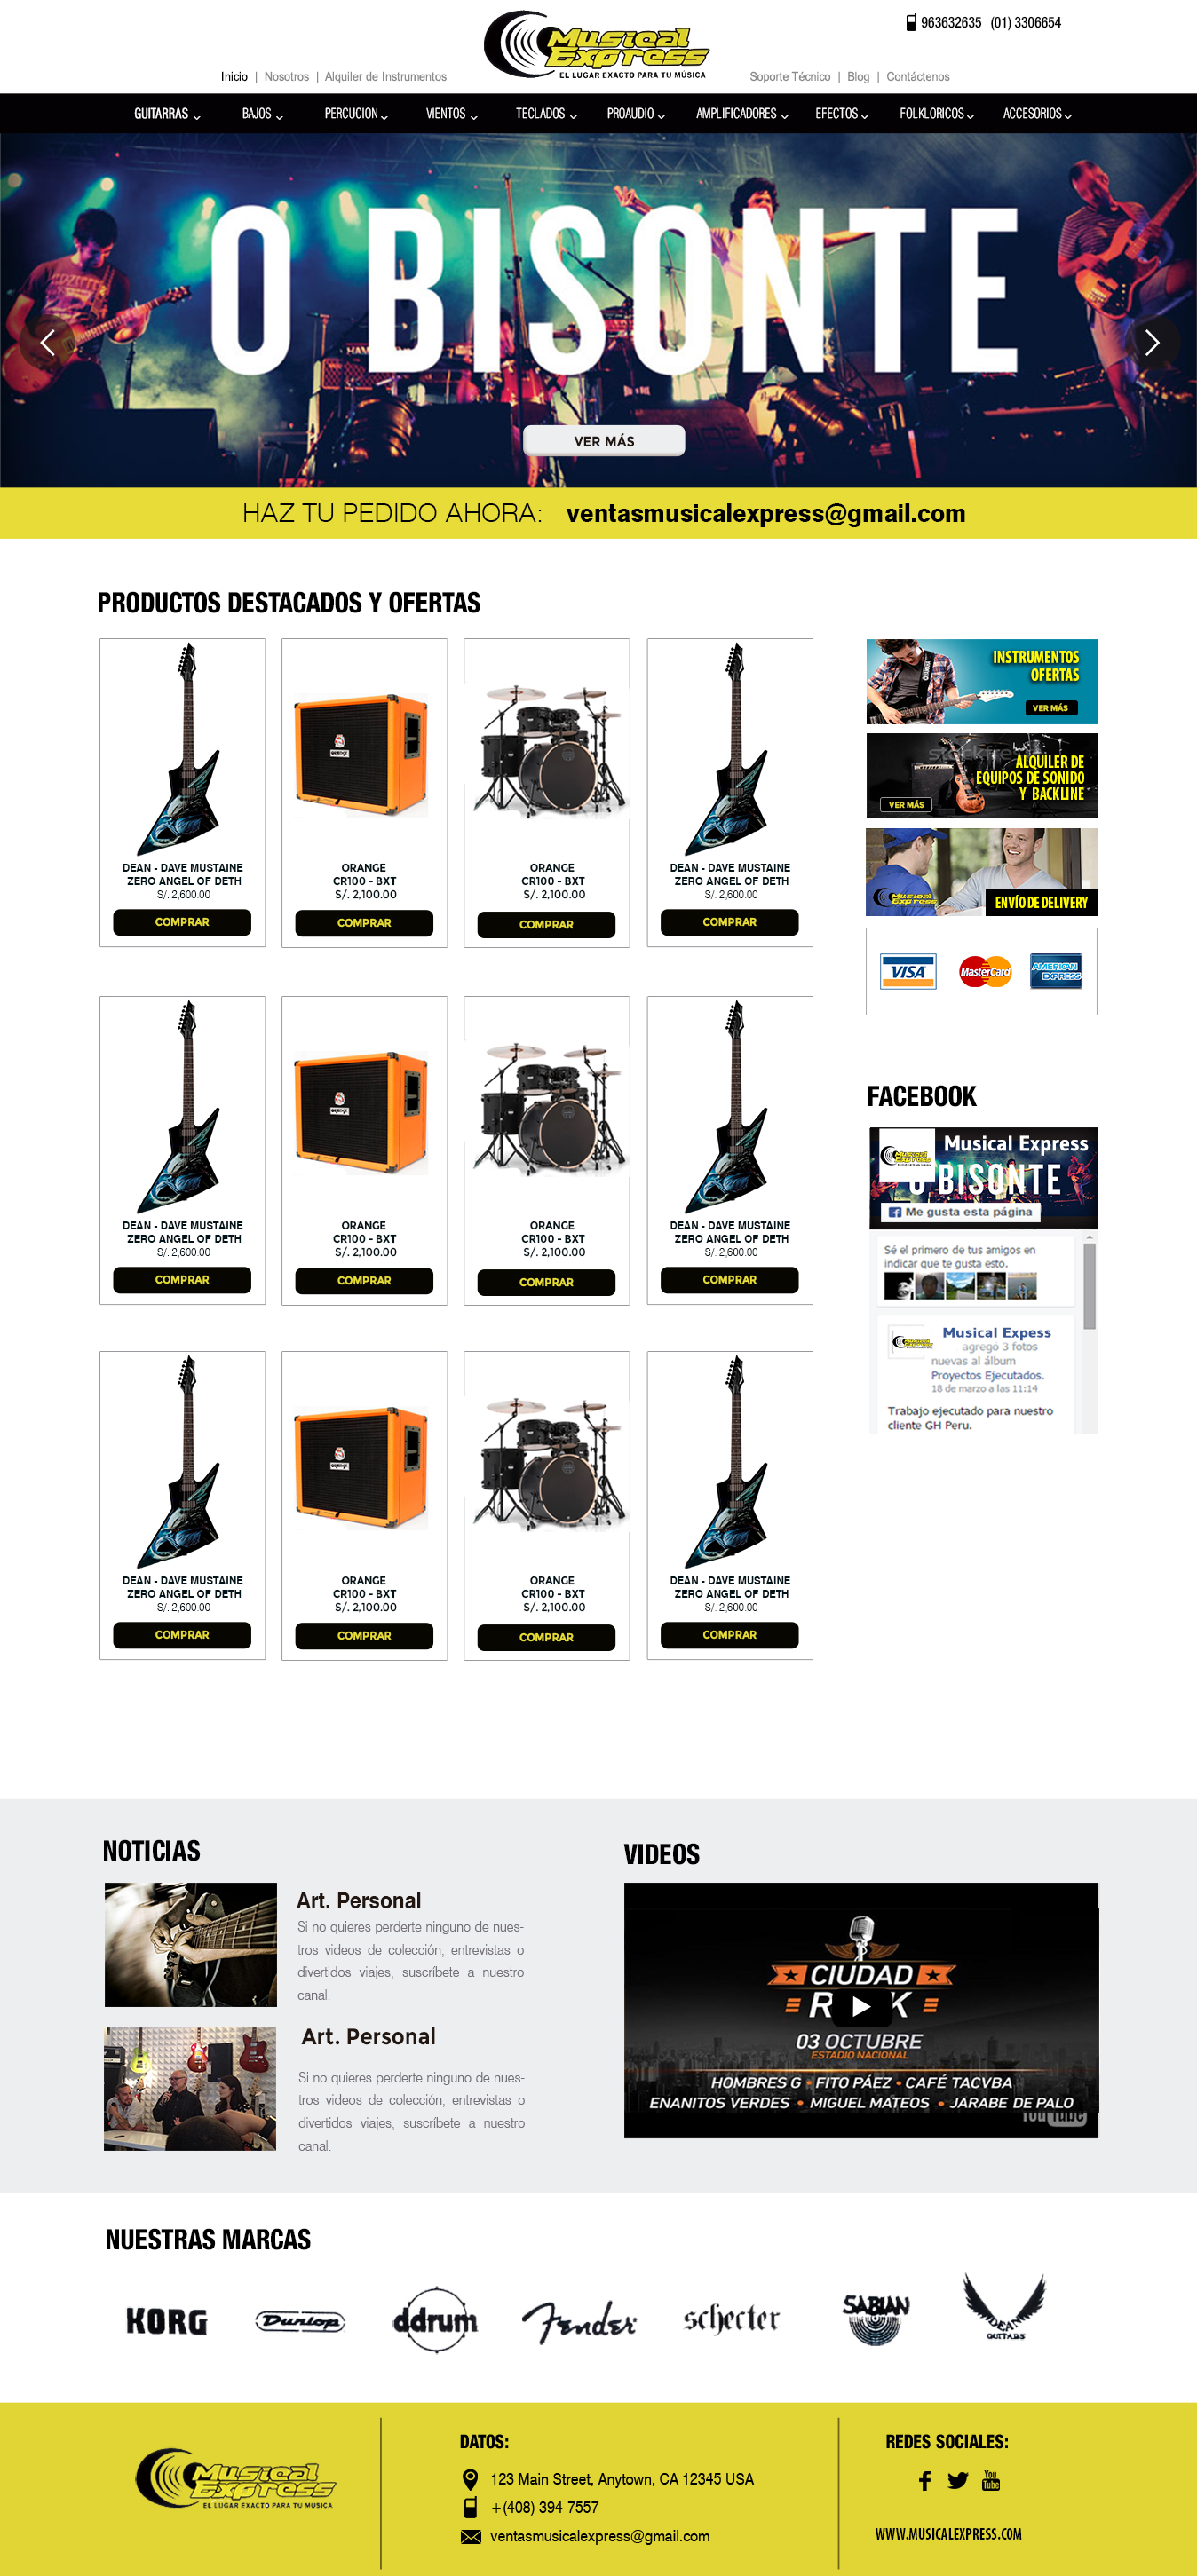 963632635 (01) 3306654
Musical
Express
EL LUGAR EXACTO PARA TU MÚSICA
Inicio | Nosotros | Alquiler de Instrumentos
Soporte Técnico | Blog | Contáctenos
GUITARRAS BAJOS PERCUCION VIENTOS TECLADOS PROAUDIO AMPLIFICADORES EFECTOS FOLKLORICOS ACCESORIOS
O BISONTE
VER MÁS
HAZ TU PEDIDO AHORA: ventasmusicalexpress@gmail.com
PRODUCTOS DESTACADOS Y OFERTAS
DEAN - DAVE MUSTAINE
ZERO ANGEL OF DETH
S/. 2,600.00
COMPRAR
ORANGE
CR100 - BXT
S/. 2,100.00
COMPRAR
ORANGE
CR100 - BXT
S/. 2,100.00
COMPRAR
DEAN - DAVE MUSTAINE
ZERO ANGEL OF DETH
S/. 2,600.00
COMPRAR
DEAN - DAVE MUSTAINE
ZERO ANGEL OF DETH
S/. 2,600.00
COMPRAR
ORANGE
CR100 - BXT
S/. 2,100.00
COMPRAR
ORANGE
CR100 - BXT
S/. 2,100.00
COMPRAR
DEAN - DAVE MUSTAINE
ZERO ANGEL OF DETH
S/. 2,600.00
COMPRAR
DEAN - DAVE MUSTAINE
ZERO ANGEL OF DETH
S/. 2,600.00
COMPRAR
ORANGE
CR100 - BXT
S/. 2,100.00
COMPRAR
ORANGE
CR100 - BXT
S/. 2,100.00
COMPRAR
DEAN - DAVE MUSTAINE
ZERO ANGEL OF DETH
S/. 2,600.00
COMPRAR
INSTRUMENTOS
OFERTAS
VER MÁS
ALQUILER DE
EQUIPOS DE SONIDO
Y BACKLINE
VER MÁS
Musical
Express
ENVÍO DE DELIVERY
VISA MasterCard AMERICAN EXPRESS
FACEBOOK
Musical Express
O BISONTE
Me gusta esta página
Sé el primero de tus amigos en
indicar que te gusta esto.
Musical Expess
agregó 3 fotos
nuevas al álbum
Proyectos Ejecutados.
18 de marzo a las 11:14
Trabajo ejecutado para nuestro
cliente GH Peru.
NOTICIAS
Art. Personal
Si no quieres perderte ninguno de nues-
tros videos de colección, entrevistas o
divertidos viajes, suscríbete a nuestro
canal.
Art. Personal
Si no quieres perderte ninguno de nues-
tros videos de colección, entrevistas o
divertidos viajes, suscríbete a nuestro
canal.
VIDEOS
CIUDAD
R CK
03 OCTUBRE
ESTADIO NACIONAL
HOMBRES G • FITO PÁEZ • CAFÉ TACVBA
ENANITOS VERDES • MIGUEL MATEOS • JARABE DE PALO
YouTube
NUESTRAS MARCAS
KORG
Dunlop
ddrum
Fender
schecter
SABIAN
DEAN
GUITARS
Musical
Express
EL LUGAR EXACTO PARA TU MÚSICA
DATOS:
123 Main Street, Anytown, CA 12345 USA
+(408) 394-7557
ventasmusicalexpress@gmail.com
REDES SOCIALES:
You
Tube
WWW.MUSICALEXPRESS.COM